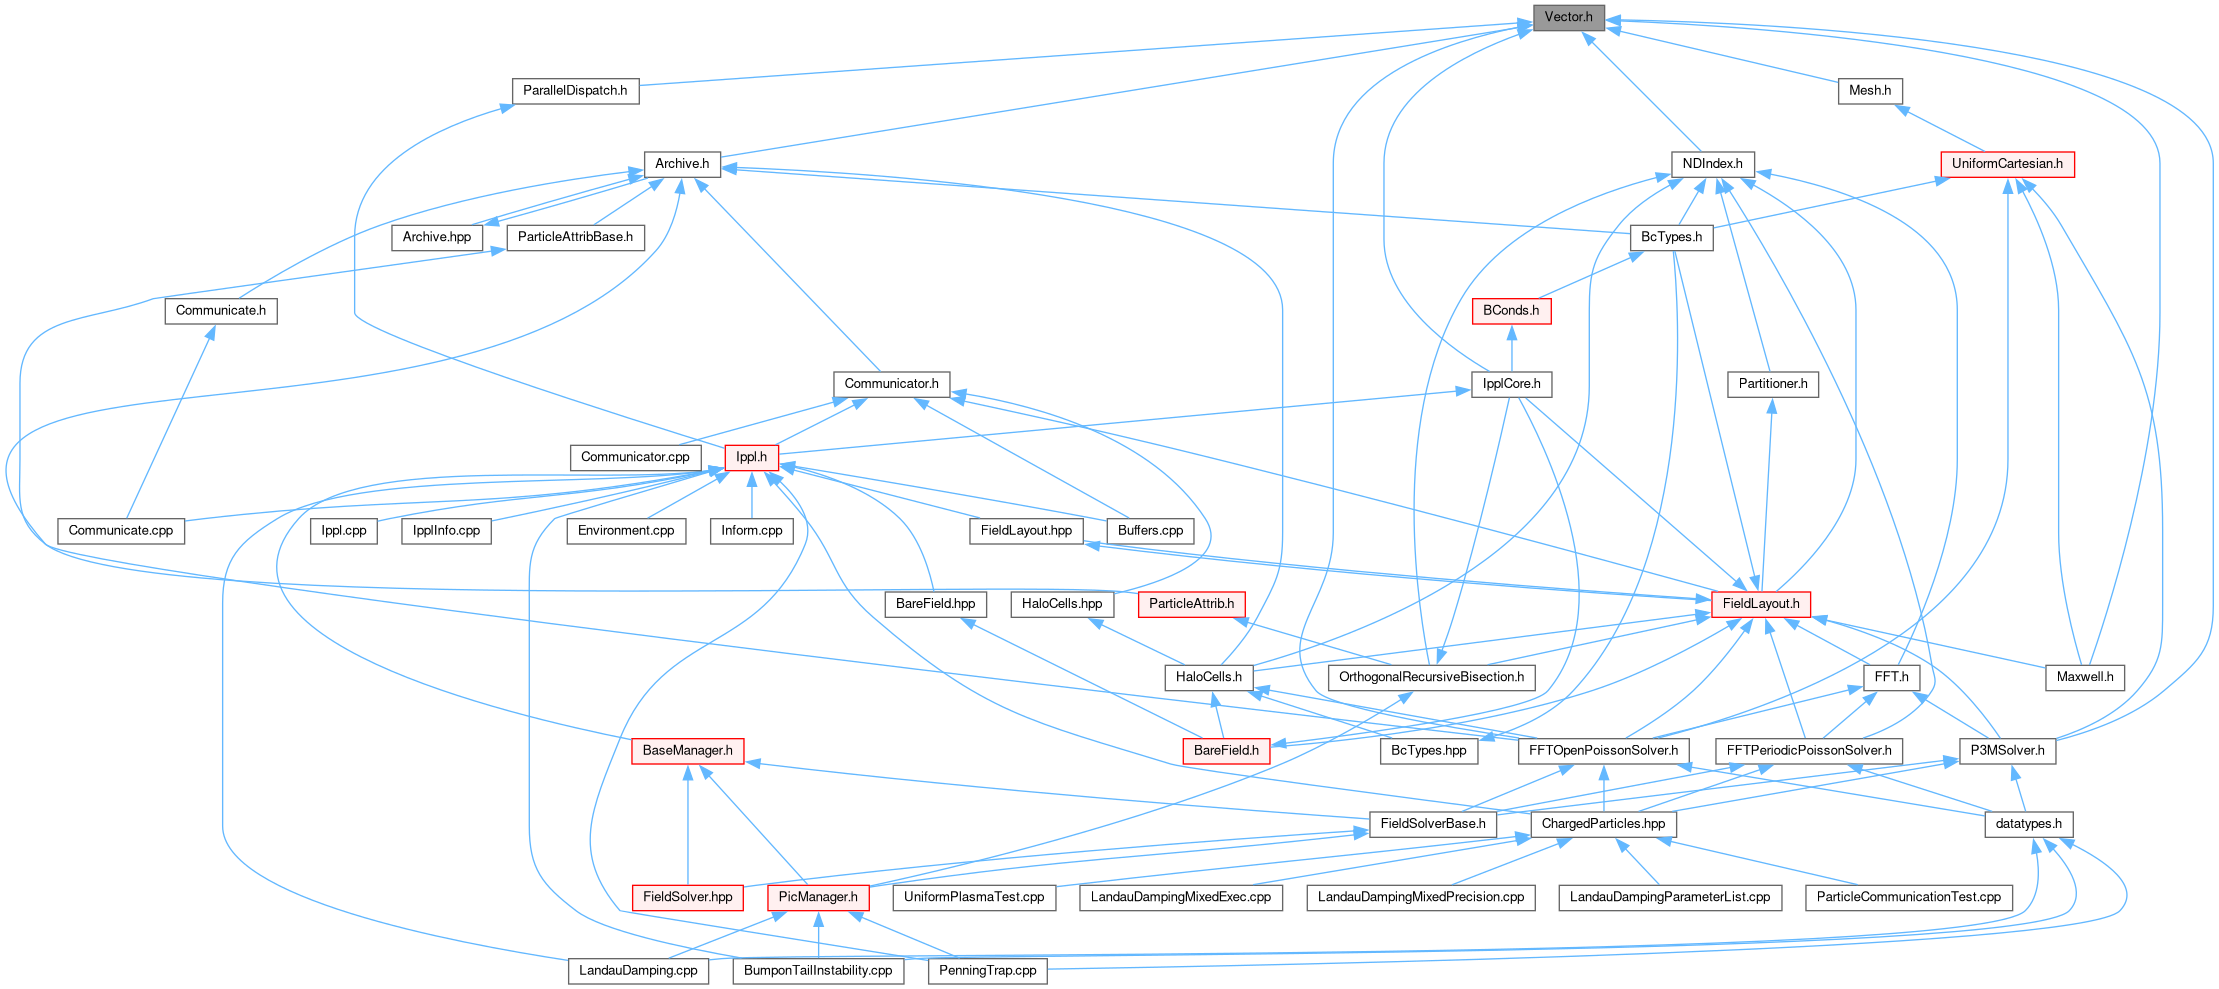 Vector.h
ParallelDispatch.h
Mesh.h
Archive.h
NDIndex.h
UniformCartesian.h
Archive.hpp
ParticleAttribBase.h
BcTypes.h
Communicate.h
BConds.h
Communicator.h
IpplCore.h
Partitioner.h
Communicator.cpp
Ippl.h
Communicate.cpp
Ippl.cpp
IpplInfo.cpp
Environment.cpp
Inform.cpp
FieldLayout.hpp
Buffers.cpp
BareField.hpp
HaloCells.hpp
ParticleAttrib.h
FieldLayout.h
HaloCells.h
OrthogonalRecursiveBisection.h
FFT.h
Maxwell.h
BaseManager.h
BareField.h
BcTypes.hpp
FFTOpenPoissonSolver.h
FFTPeriodicPoissonSolver.h
P3MSolver.h
FieldSolverBase.h
ChargedParticles.hpp
datatypes.h
FieldSolver.hpp
PicManager.h
UniformPlasmaTest.cpp
LandauDampingMixedExec.cpp
LandauDampingMixedPrecision.cpp
LandauDampingParameterList.cpp
ParticleCommunicationTest.cpp
LandauDamping.cpp
BumponTailInstability.cpp
PenningTrap.cpp